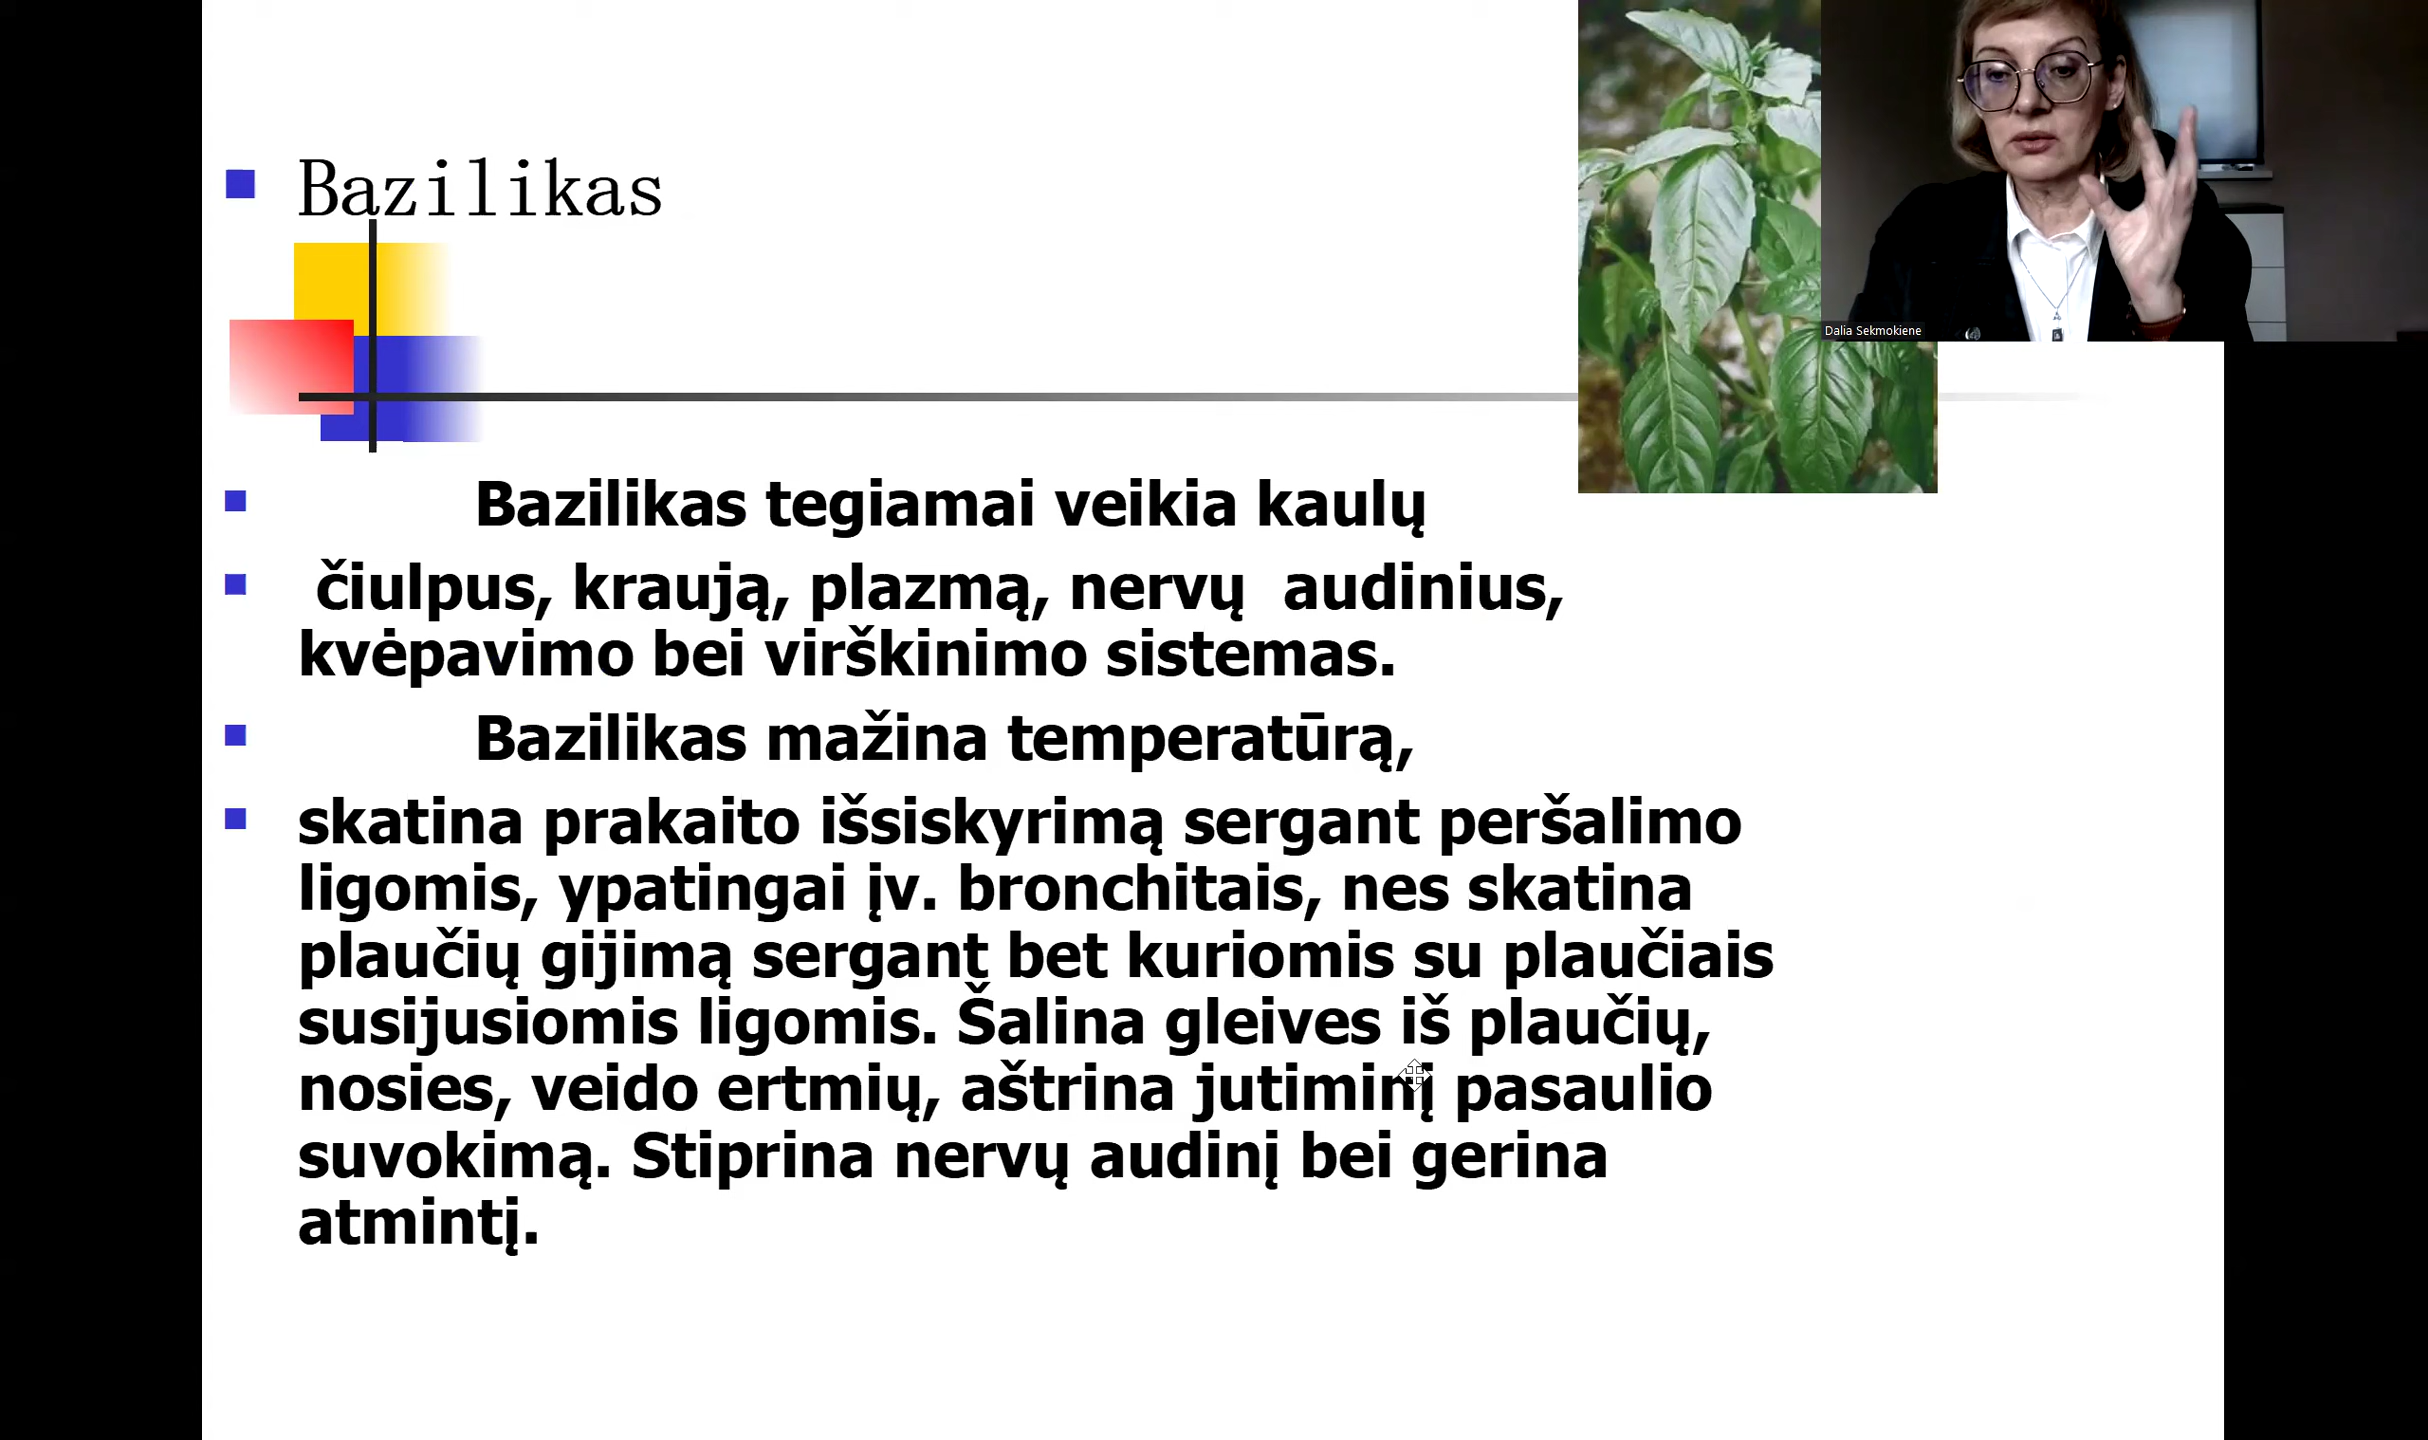 Bazilikas
Dalia Sekmokiene
Bazilikas tegiamai veikia kaulų
čiulpus, kraują, plazmą, nervų audinius,
kvėpavimo bei virškinimo sistemas.
Bazilikas mažina temperatūrą,
skatina prakaito išsiskyrimą sergant peršalimo
ligomis, ypatingai įv. bronchitais, nes skatina
plaučių gijimą sergant bet kuriomis su plaučiais
susijusiomis ligomis. Šalina gleives iš plaučių,
nosies, veido ertmių, aštrina jutiminį pasaulio
suvokimą. Stiprina nervų audinį bei gerina
atmintį.